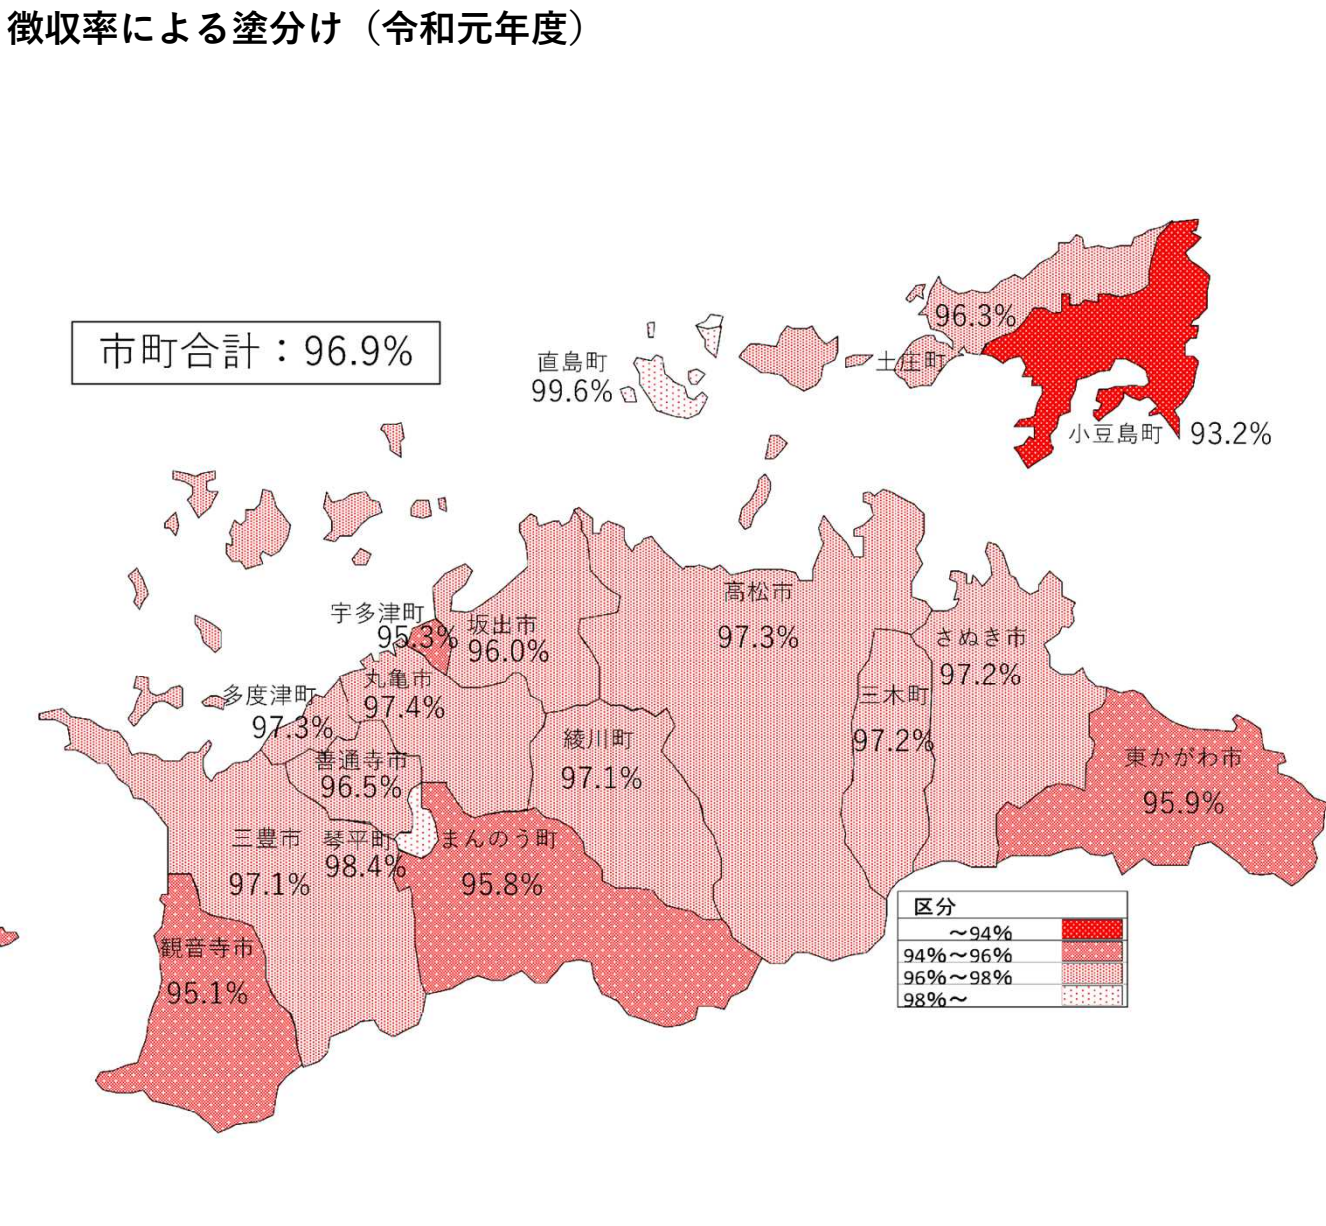 徴収率による塗分け（令和元年度）
市町合計：96.9%
96.3%
土庄町
直島町
99.6%
小豆島町 93.2%
宇多津町
95.3%
坂出市
96.0%
高松市
97.3%
さぬき市
97.2%
丸亀市
97.4%
多度津町
97.3%
三木町
97.2%
綾川町
97.1%
善通寺市
96.5%
東かがわ市
95.9%
三豊市
97.1%
琴平町
98.4%
まんのう町
95.8%
観音寺市
95.1%
区分
～94%
94%～96%
96%～98%
98%～